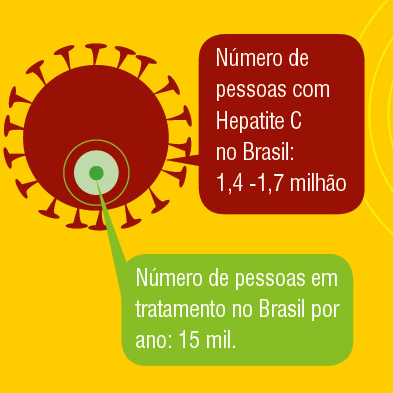 Número de
pessoas com
Hepatite C
no Brasil:
1,4 -1,7 milhão
Número de pessoas em
tratamento no Brasil por
ano: 15 mil.